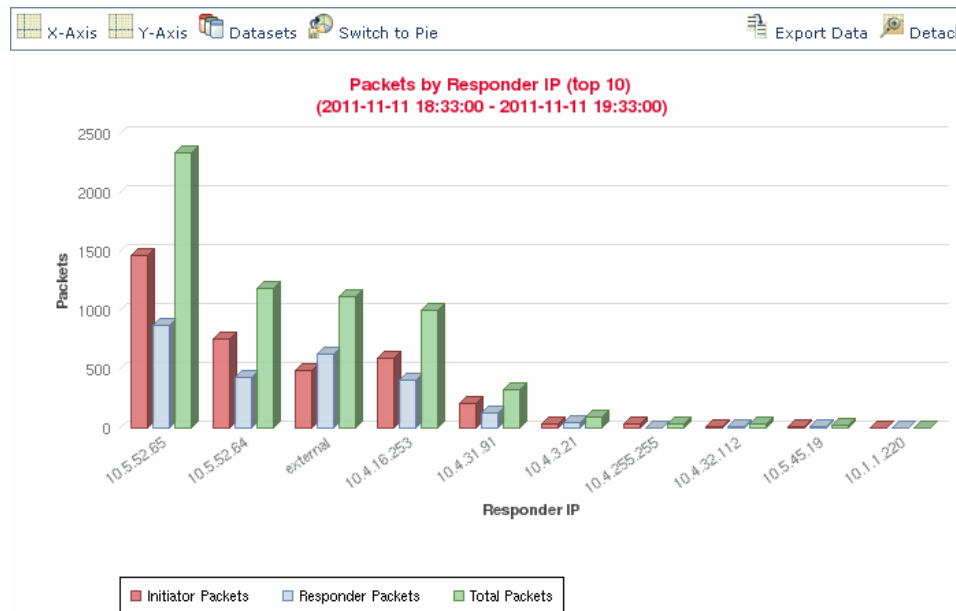 X-Axis Y-Axis Datasets Switch to Pie Export Data Detach
Packets by Responder IP (top 10)
(2011-11-11 18:33:00 - 2011-11-11 19:33:00)
2500
2000
1500
1000
500
0
Packets
10.5.52.65
10.5.52.64
external
10.4.16.253
10.4.31.91
10.4.3.21
10.4.255.255
10.4.32.112
10.5.45.19
10.1.1.220
Responder IP
Initiator Packets Responder Packets Total Packets